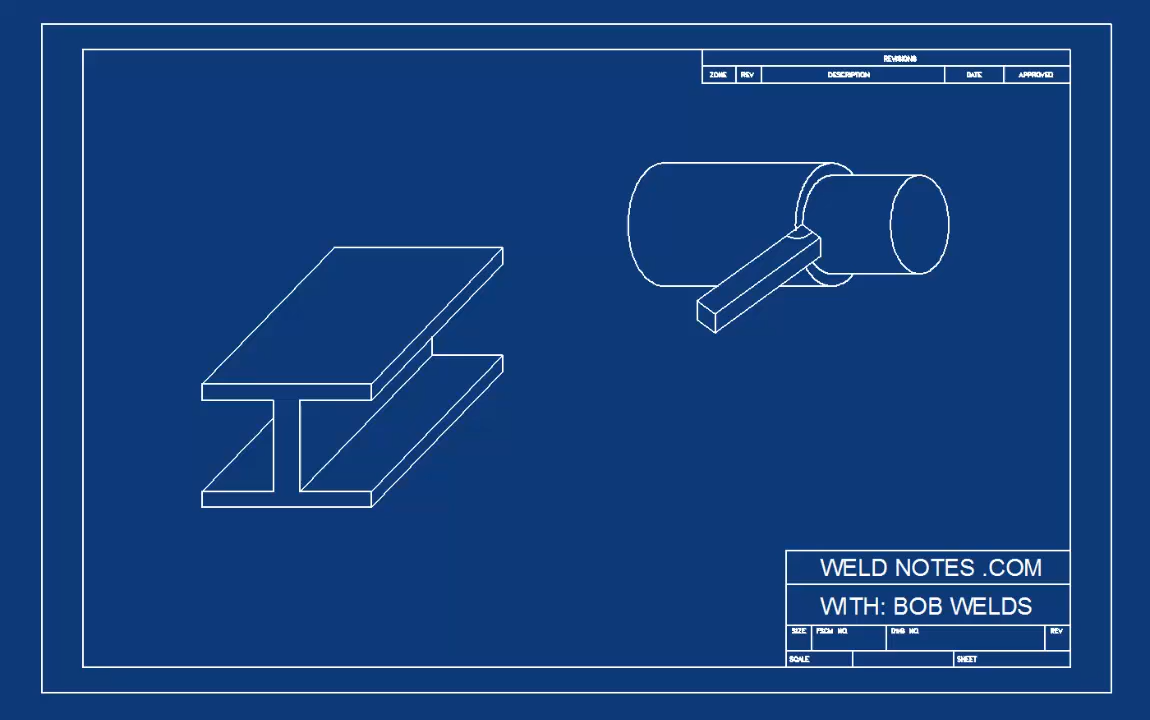 REVISIONS
ZONE REV DESCRIPTION DATE APPROVED
WELD NOTES .COM
WITH: BOB WELDS
SIZE FSCM NO. DWG NO. REV
SCALE SHEET